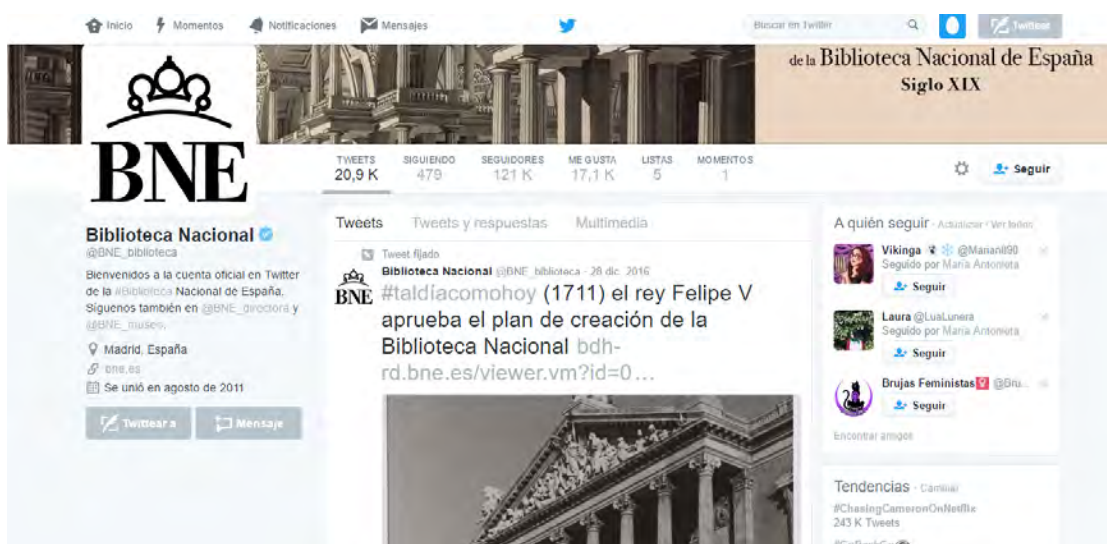 Inicio Momentos Notificaciones Mensajes Buscar en Twitter Twittear
de la Biblioteca Nacional de España
Siglo XIX
BNE
TWEETS SIGUIENDO SEGUIDORES ME GUSTA LISTAS MOMENTOS
20,9 K 479 121 K 17,1 K 5 1
Seguir
Biblioteca Nacional
@BNE_biblioteca
Bienvenidos a la cuenta oficial en Twitter
de la #Biblioteca Nacional de España.
Síguenos también en @BNE_directora y
@BNE_museo.
Madrid, España
bne.es
Se unió en agosto de 2011
Twittear a Mensaje
Tweets Tweets y respuestas Multimedia
Tweet fijado
Biblioteca Nacional @BNE_biblioteca · 28 dic. 2016
BNE
#taldíacomohoy (1711) el rey Felipe V
aprueba el plan de creación de la
Biblioteca Nacional bdh-
rd.bne.es/viewer.vm?id=0...
A quién seguir · Actualizar · Ver todos
Vikinga @Mananll90
Seguido por María Antonieta
Seguir
Laura @LuaLunera
Seguido por María Antonieta
Seguir
Brujas Feministas @Bru...
Seguir
Encontrar amigos
Tendencias · Cambiar
#ChasingCameronOnNetflix
243 K Tweets